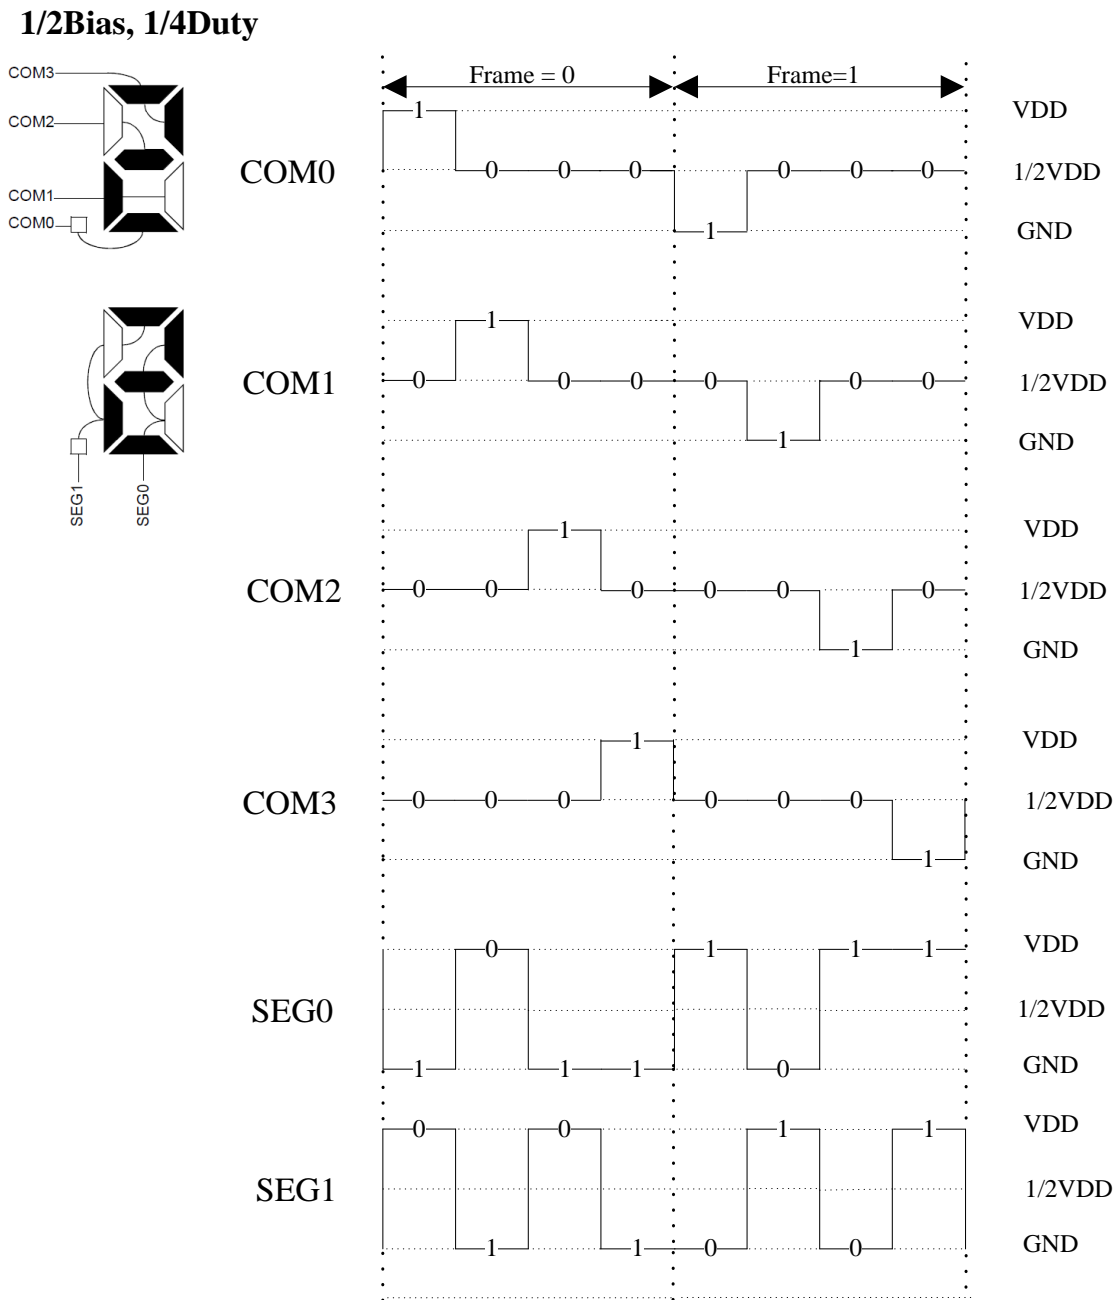 1/2Bias, 1/4Duty
COM3
COM2
COM1
COM0
SEG1
SEG0
Frame = 0
Frame=1
COM0
1 0 0 0 1 0 0 0
VDD
1/2VDD
GND
COM1
0 1 0 0 0 1 0 0
VDD
1/2VDD
GND
COM2
0 0 1 0 0 0 1 0
VDD
1/2VDD
GND
COM3
0 0 0 1 0 0 0 1
VDD
1/2VDD
GND
SEG0
1 0 1 1 1 0 1 1
VDD
1/2VDD
GND
SEG1
0 1 0 1 0 1 0 1
VDD
1/2VDD
GND